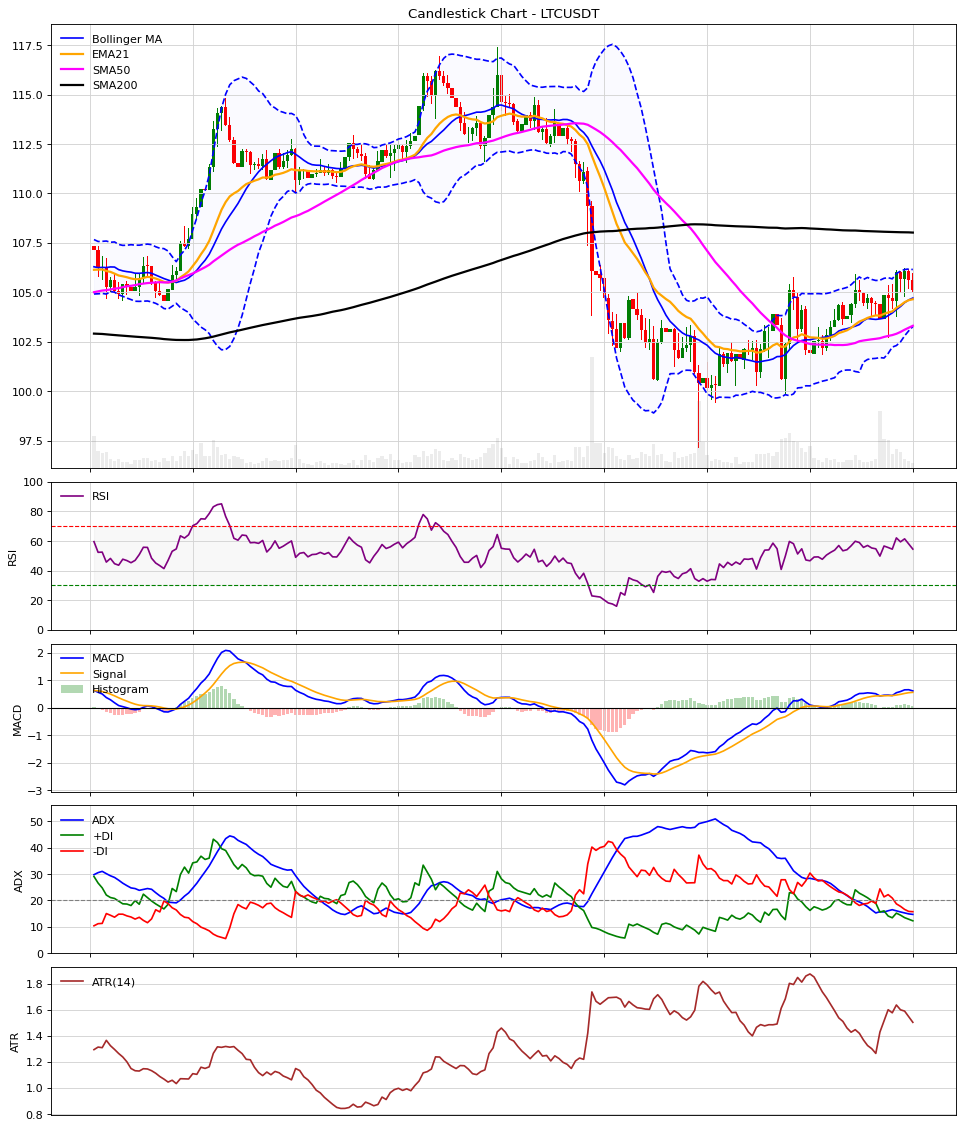 Candlestick Chart - LTCUSDT
Bollinger MA
EMA21
SMA50
SMA200
117.5
115.0
112.5
110.0
107.5
105.0
102.5
100.0
97.5
RSI
RSI
100
80
60
40
20
0
MACD
Signal
Histogram
MACD
2
1
0
−1
−2
−3
ADX
+DI
-DI
ADX
50
40
30
20
10
0
ATR(14)
ATR
1.8
1.6
1.4
1.2
1.0
0.8